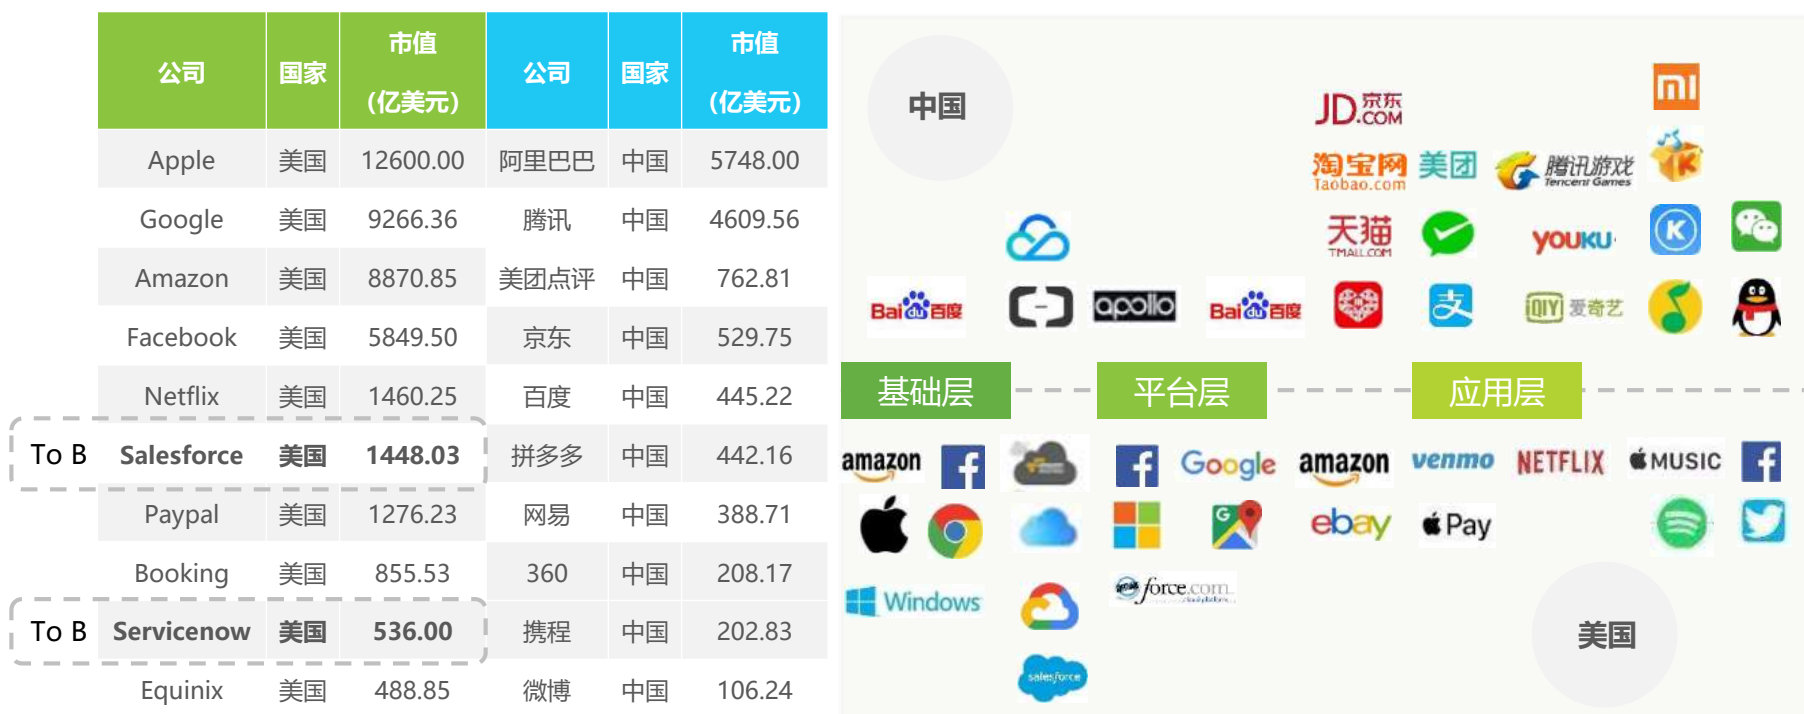 公司 国家 市值 (亿美元) 公司 国家 市值 (亿美元)
Apple 美国 12600.00 阿里巴巴 中国 5748.00
Google 美国 9266.36 腾讯 中国 4609.56
Amazon 美国 8870.85 美团点评 中国 762.81
Facebook 美国 5849.50 京东 中国 529.75
Netflix 美国 1460.25 百度 中国 445.22
To B Salesforce 美国 1448.03 拼多多 中国 442.16
Paypal 美国 1276.23 网易 中国 388.71
Booking 美国 855.53 360 中国 208.17
To B Servicenow 美国 536.00 携程 中国 202.83
Equinix 美国 488.85 微博 中国 106.24
中国
JD.京东
.COM
mi
淘宝网
Taobao.com
美团
腾讯游戏
Tencent Games
K
天猫
TMALL.COM
YOUKU
K
Bai du 百度
apollo
Bai du 百度
支
QIY 爱奇艺
基础层 平台层 应用层
amazon f f Google amazon venmo NETFLIX MUSIC f
G ebay Pay
Windows force.com
salesforce
美国